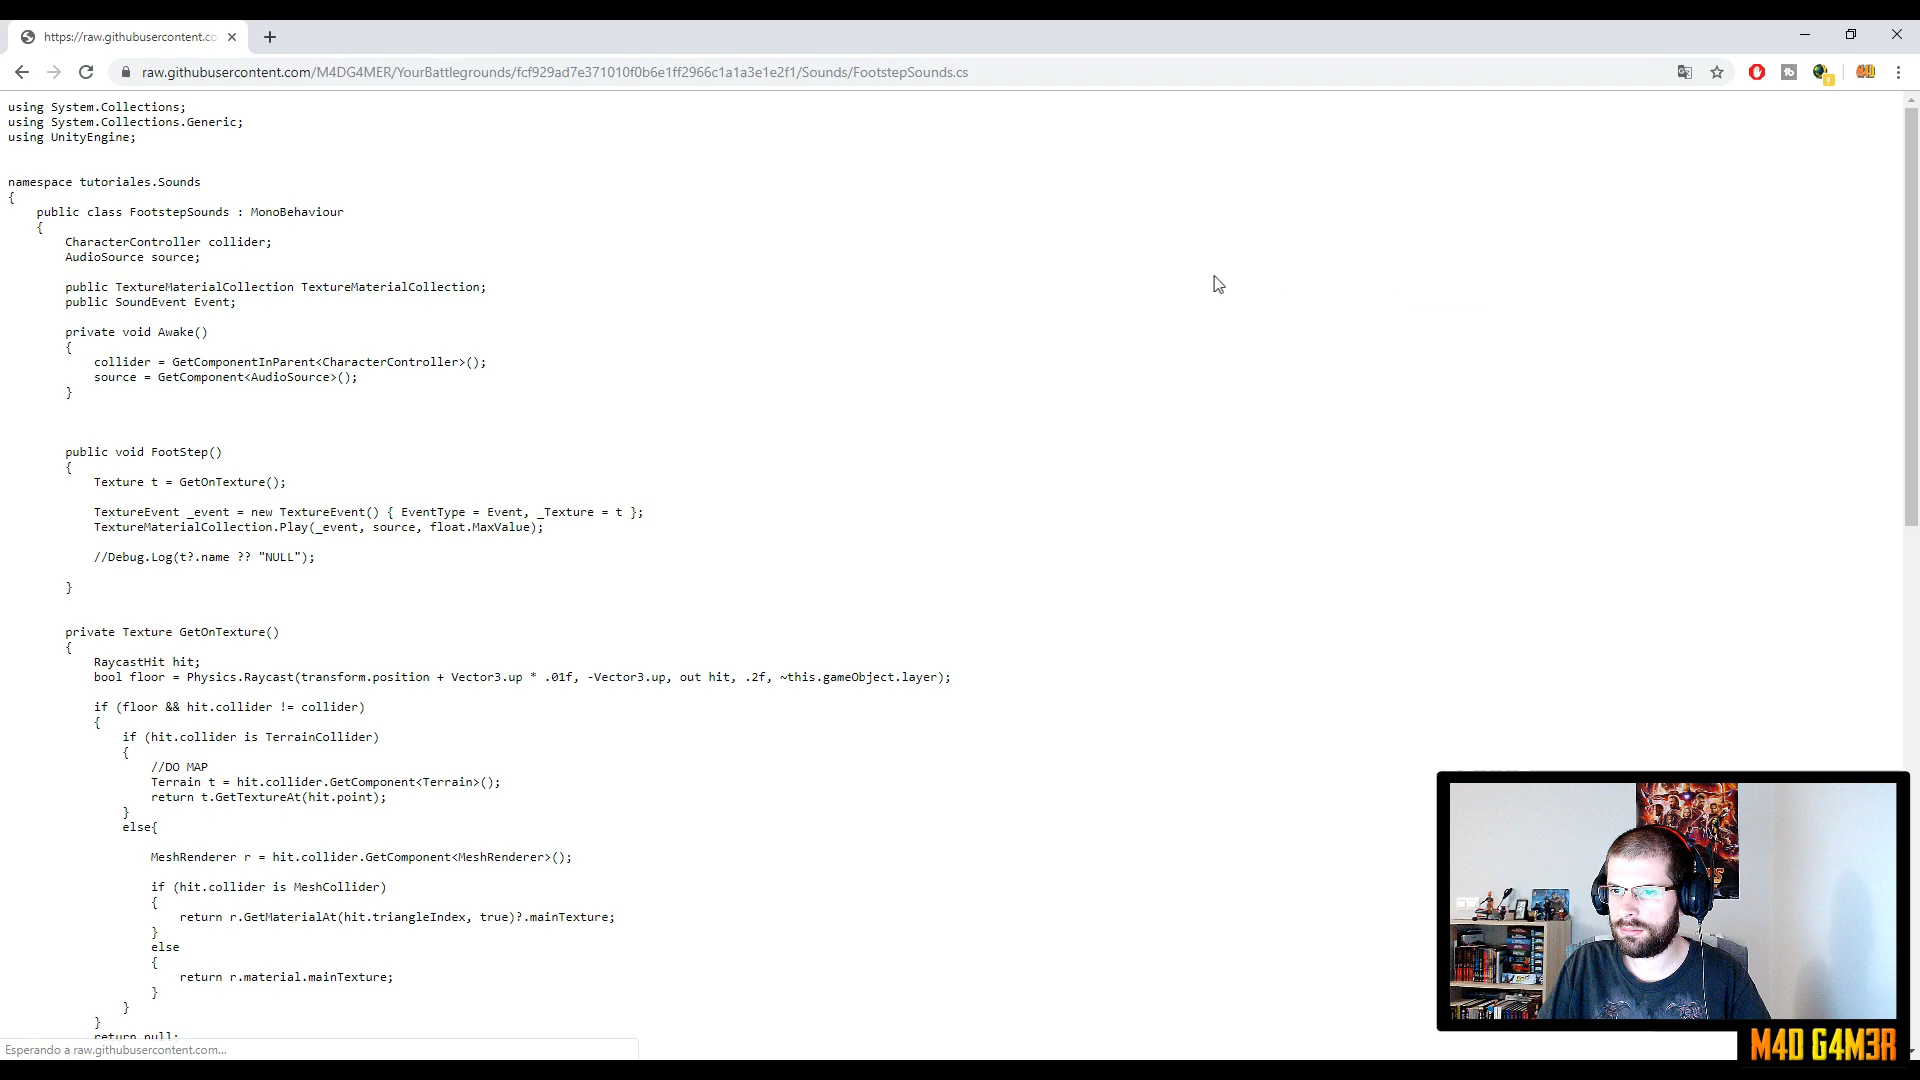 https://raw.githubusercontent.co
raw.githubusercontent.com/M4DG4MER/YourBattlegrounds/fcf929ad7e371010f0b6e1ff2966c1a1a3e1e2f1/Sounds/FootstepSounds.cs
using System.Collections;
using System.Collections.Generic;
using UnityEngine;
namespace tutoriales.Sounds
{
public class FootstepSounds : MonoBehaviour
{
CharacterController collider;
AudioSource source;
public TextureMaterialCollection TextureMaterialCollection;
public SoundEvent Event;
private void Awake()
{
collider = GetComponentInParent<CharacterController>();
source = GetComponent<AudioSource>();
}
public void FootStep()
{
Texture t = GetOnTexture();
TextureEvent _event = new TextureEvent() { EventType = Event, _Texture = t };
TextureMaterialCollection.Play(_event, source, float.MaxValue);
//Debug.Log(t?.name ?? "NULL");
}
private Texture GetOnTexture()
{
RaycastHit hit;
bool floor = Physics.Raycast(transform.position + Vector3.up * .01f, -Vector3.up, out hit, .2f, ~this.gameObject.layer);
if (floor && hit.collider != collider)
{
if (hit.collider is TerrainCollider)
{
//DO MAP
Terrain t = hit.collider.GetComponent<Terrain>();
return t.GetTextureAt(hit.point);
}
else{
MeshRenderer r = hit.collider.GetComponent<MeshRenderer>();
if (hit.collider is MeshCollider)
{
return r.GetMaterialAt(hit.triangleIndex, true)?.mainTexture;
}
else
{
return r.material.mainTexture;
}
}
}
return null;
Esperando a raw.githubusercontent.com...
M4D G4M3R